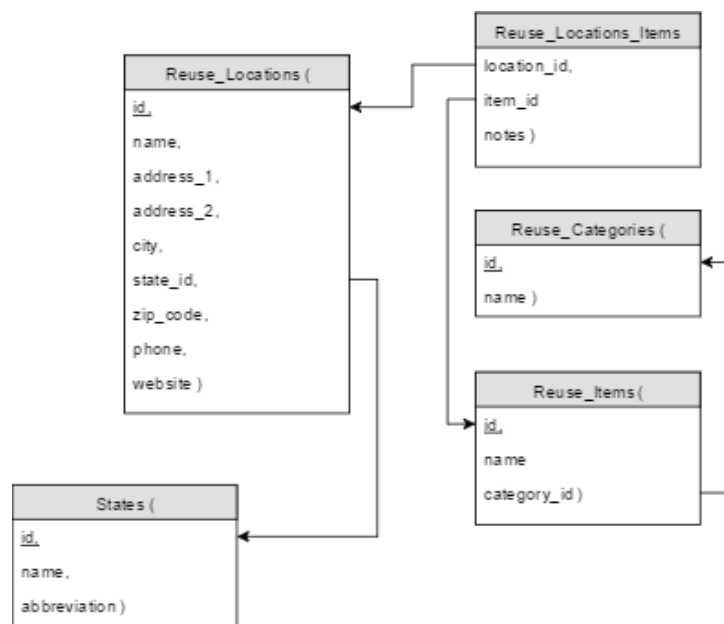 Reuse_Locations (
id,
name,
address_1,
address_2,
city,
state_id,
zip_code,
phone,
website )
Reuse_Locations_Items
location_id,
item_id
notes )
Reuse_Categories (
id,
name )
Reuse_Items (
id,
name
category_id )
States (
id,
name,
abbreviation )